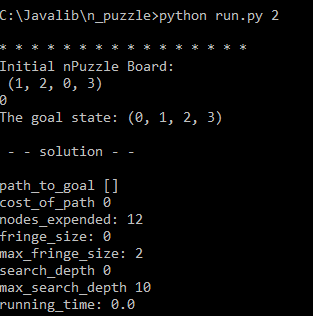 C:\Javalib\n_puzzle>python run.py 2
* * * * * * * * * * * * * * * *
Initial nPuzzle Board:
(1, 2, 0, 3)
0
The goal state: (0, 1, 2, 3)
- - solution - -
path_to_goal []
cost_of_path 0
nodes_expended: 12
fringe_size: 0
max_fringe_size: 2
search_depth 0
max_search_depth 10
running_time: 0.0